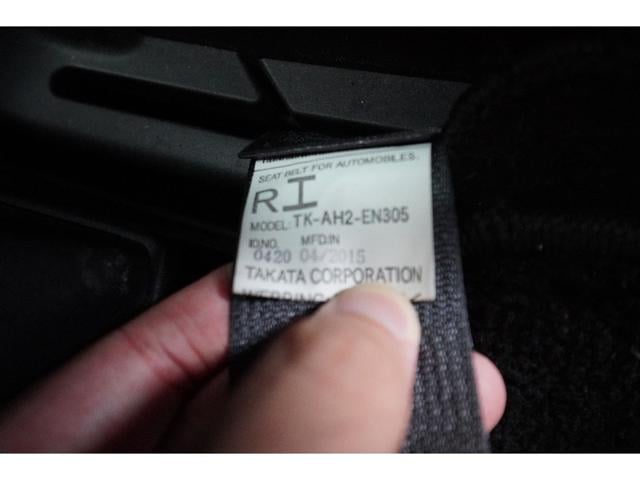 SEAT BELT FOR AUTOMOBILES.
RI
MODEL: TK-AH2-EN305
ID.NO. MFD.IN
0420 04/2015
TAKATA CORPORATION